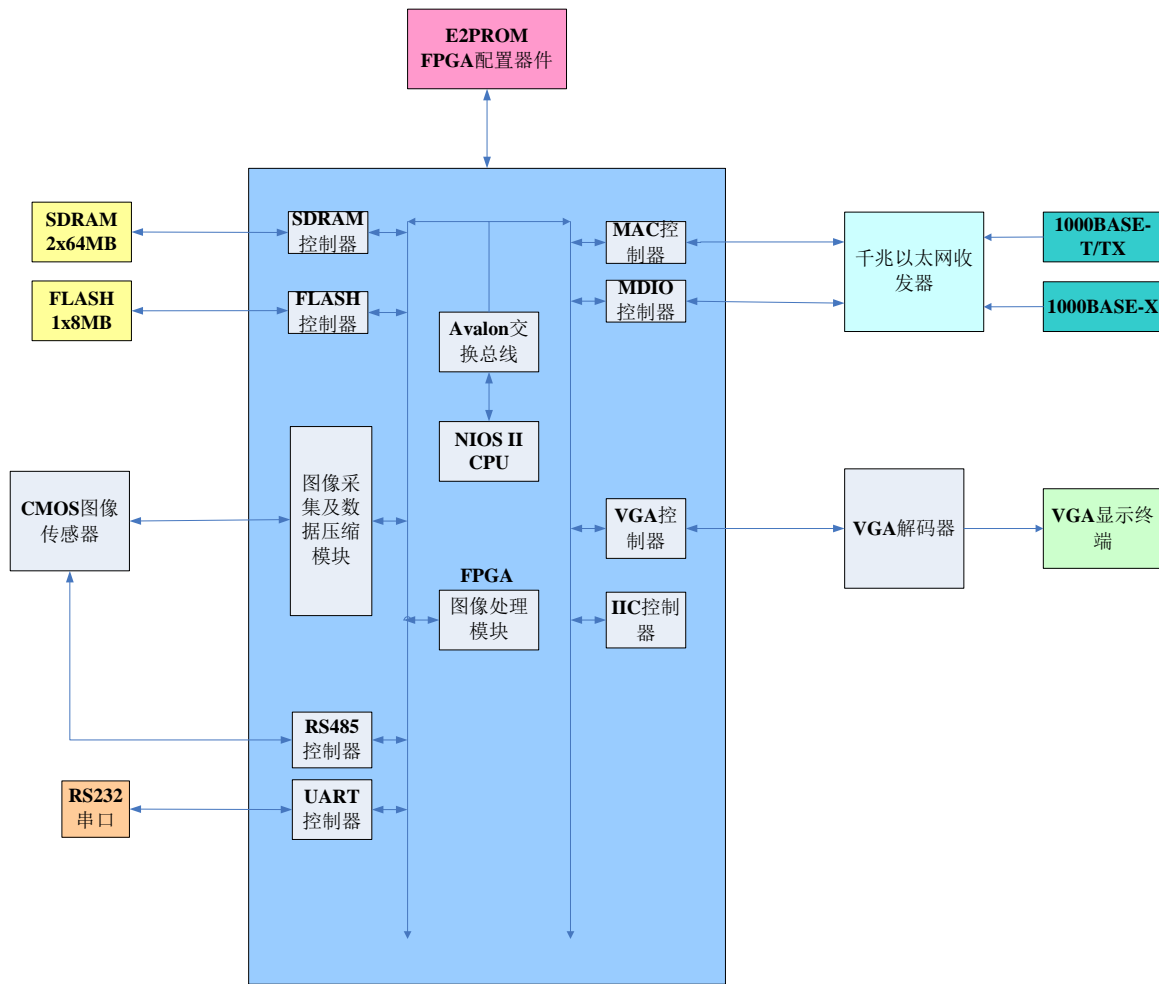 E2PROM
FPGA配置器件
SDRAM
2x64MB
SDRAM
控制器
MAC控
制器
千兆以太网收
发器
1000BASE-
T/TX
FLASH
1x8MB
FLASH
控制器
MDIO
控制器
1000BASE-X
Avalon交
换总线
NIOS II
CPU
CMOS图像
传感器
图像采
集及数
据压缩
模块
VGA控
制器
VGA解码器
VGA显示终
端
FPGA
图像处理
模块
IIC控制
器
RS485
控制器
RS232
串口
UART
控制器